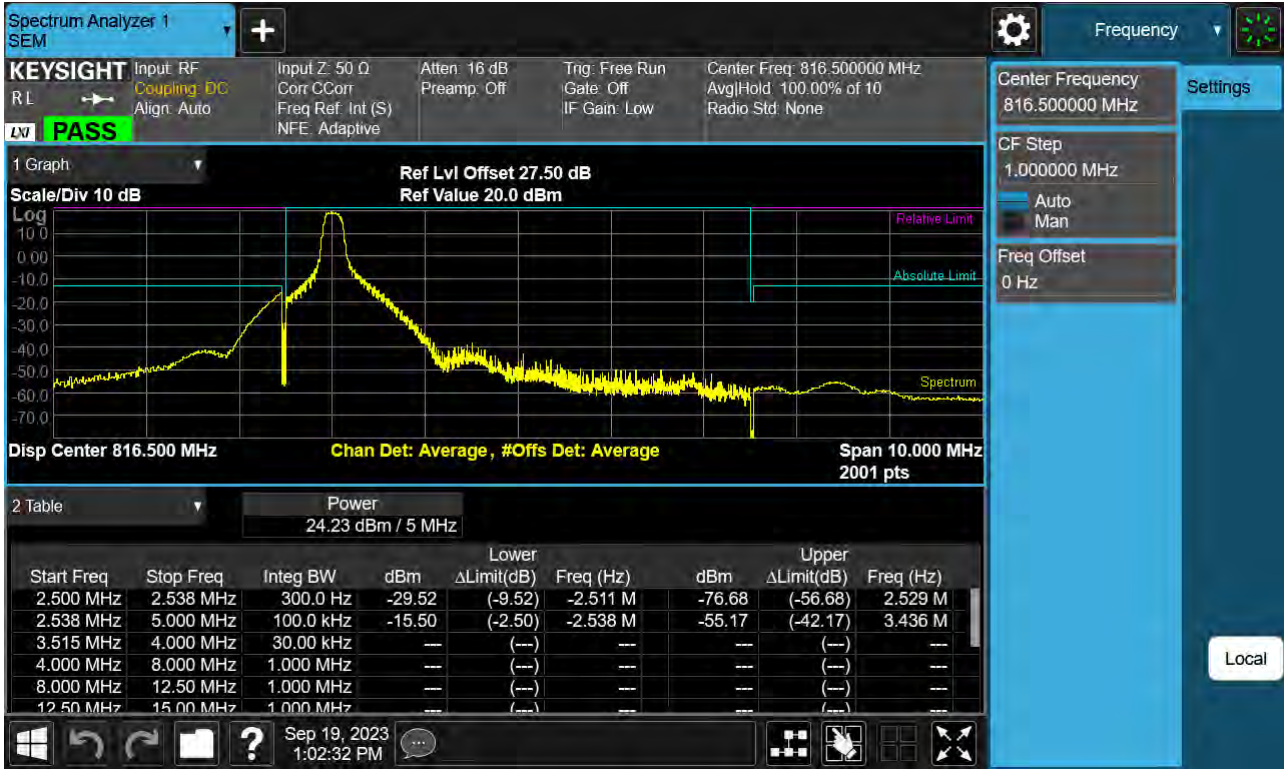 Spectrum Analyzer 1
SEM
Frequency
KEYSIGHT
R L
LXI
PASS
Input: RF
Coupling: DC
Align: Auto
Input Z: 50 Ω
Corr CCorr
Freq Ref: Int (S)
NFE: Adaptive
Atten: 16 dB
Preamp: Off
Trig: Free Run
Gate: Off
IF Gain: Low
Center Freq: 816.500000 MHz
Avg|Hold: 100.00% of 10
Radio Std: None
Center Frequency
816.500000 MHz
Settings
CF Step
1.000000 MHz
Auto
Man
Freq Offset
0 Hz
Local
1 Graph
Scale/Div 10 dB
Ref Lvl Offset 27.50 dB
Ref Value 20.0 dBm
Log
10.0
0.00
-10.0
-20.0
-30.0
-40.0
-50.0
-60.0
-70.0
Relative Limit
Absolute Limit
Spectrum
Disp Center 816.500 MHz
Chan Det: Average, #Offs Det: Average
Span 10.000 MHz
2001 pts
2 Table
Power
24.23 dBm / 5 MHz
Lower Upper
Start Freq Stop Freq Integ BW dBm ΔLimit(dB) Freq (Hz) dBm ΔLimit(dB) Freq (Hz)
2.500 MHz 2.538 MHz 300.0 Hz -29.52 (-9.52) -2.511 M -76.68 (-56.68) 2.529 M
2.538 MHz 5.000 MHz 100.0 kHz -15.50 (-2.50) -2.538 M -55.17 (-42.17) 3.436 M
3.515 MHz 4.000 MHz 30.00 kHz --- (---) --- --- (---) ---
4.000 MHz 8.000 MHz 1.000 MHz --- (---) --- --- (---) ---
8.000 MHz 12.50 MHz 1.000 MHz --- (---) --- --- (---) ---
12.50 MHz 15.00 MHz 1.000 MHz --- (---) --- --- (---) ---
?
Sep 19, 2023
1:02:32 PM